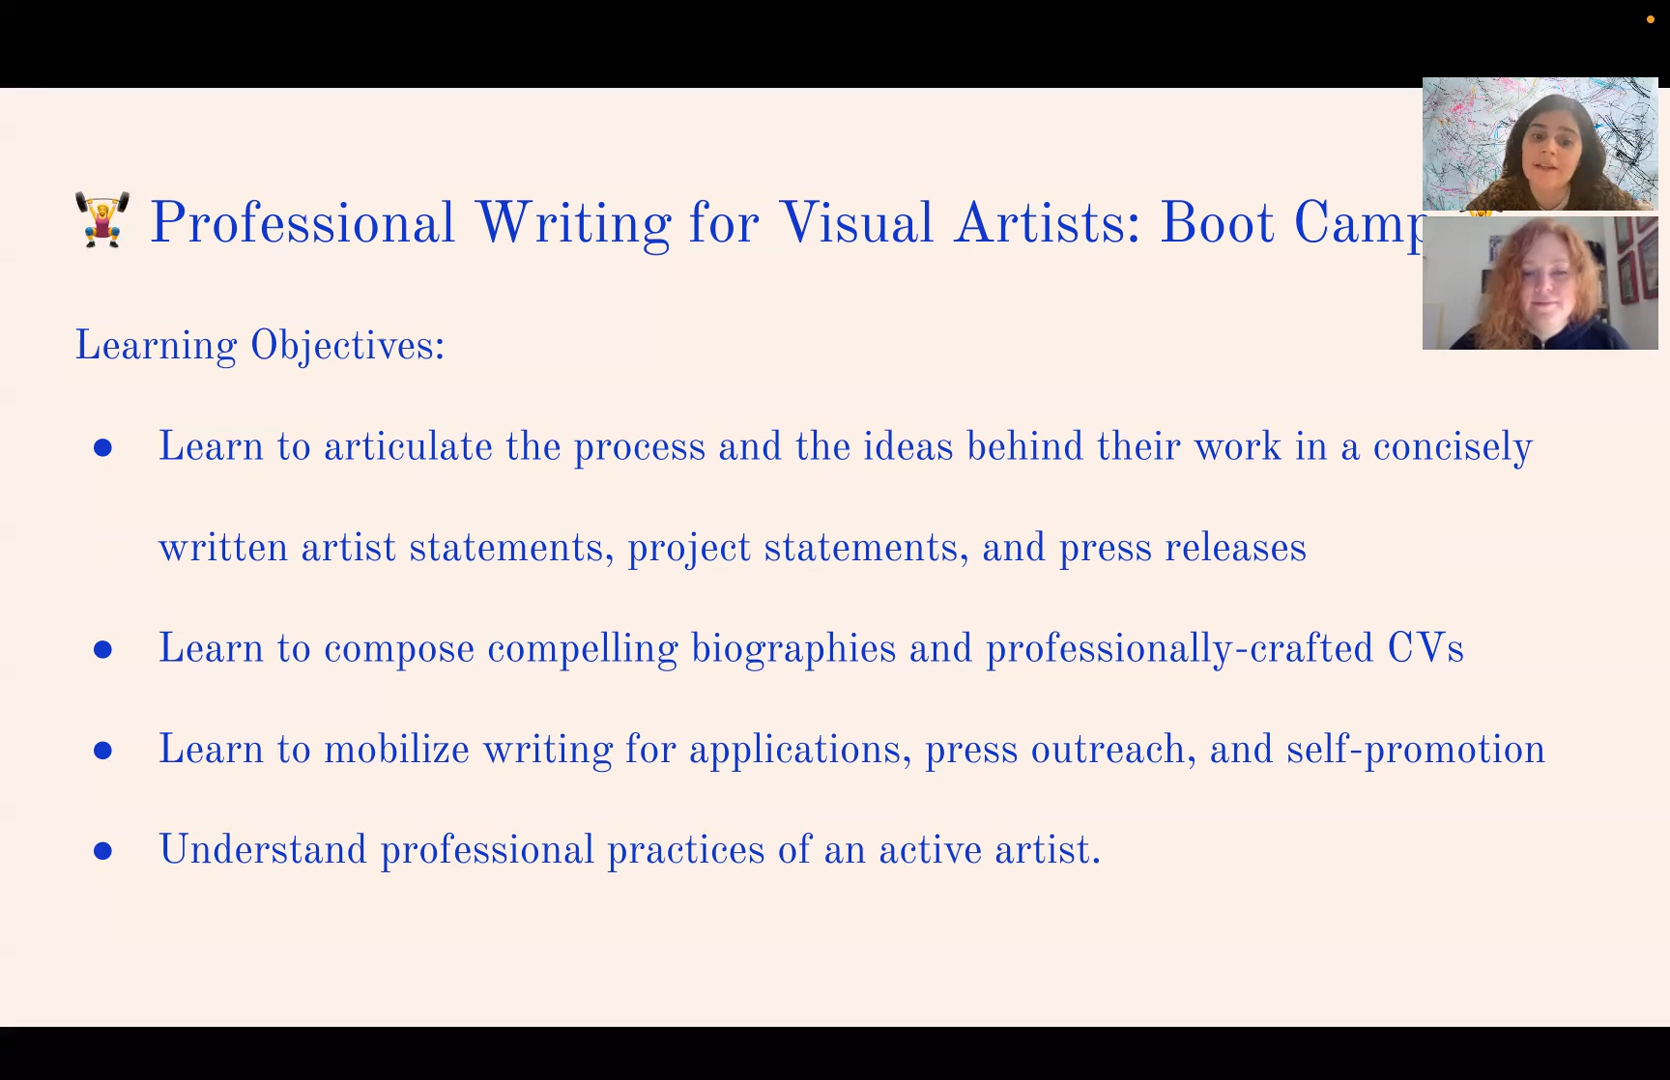 Professional Writing for Visual Artists: Boot Camp
Learning Objectives:
● Learn to articulate the process and the ideas behind their work in a concisely
written artist statements, project statements, and press releases
● Learn to compose compelling biographies and professionally-crafted CVs
● Learn to mobilize writing for applications, press outreach, and self-promotion
● Understand professional practices of an active artist.